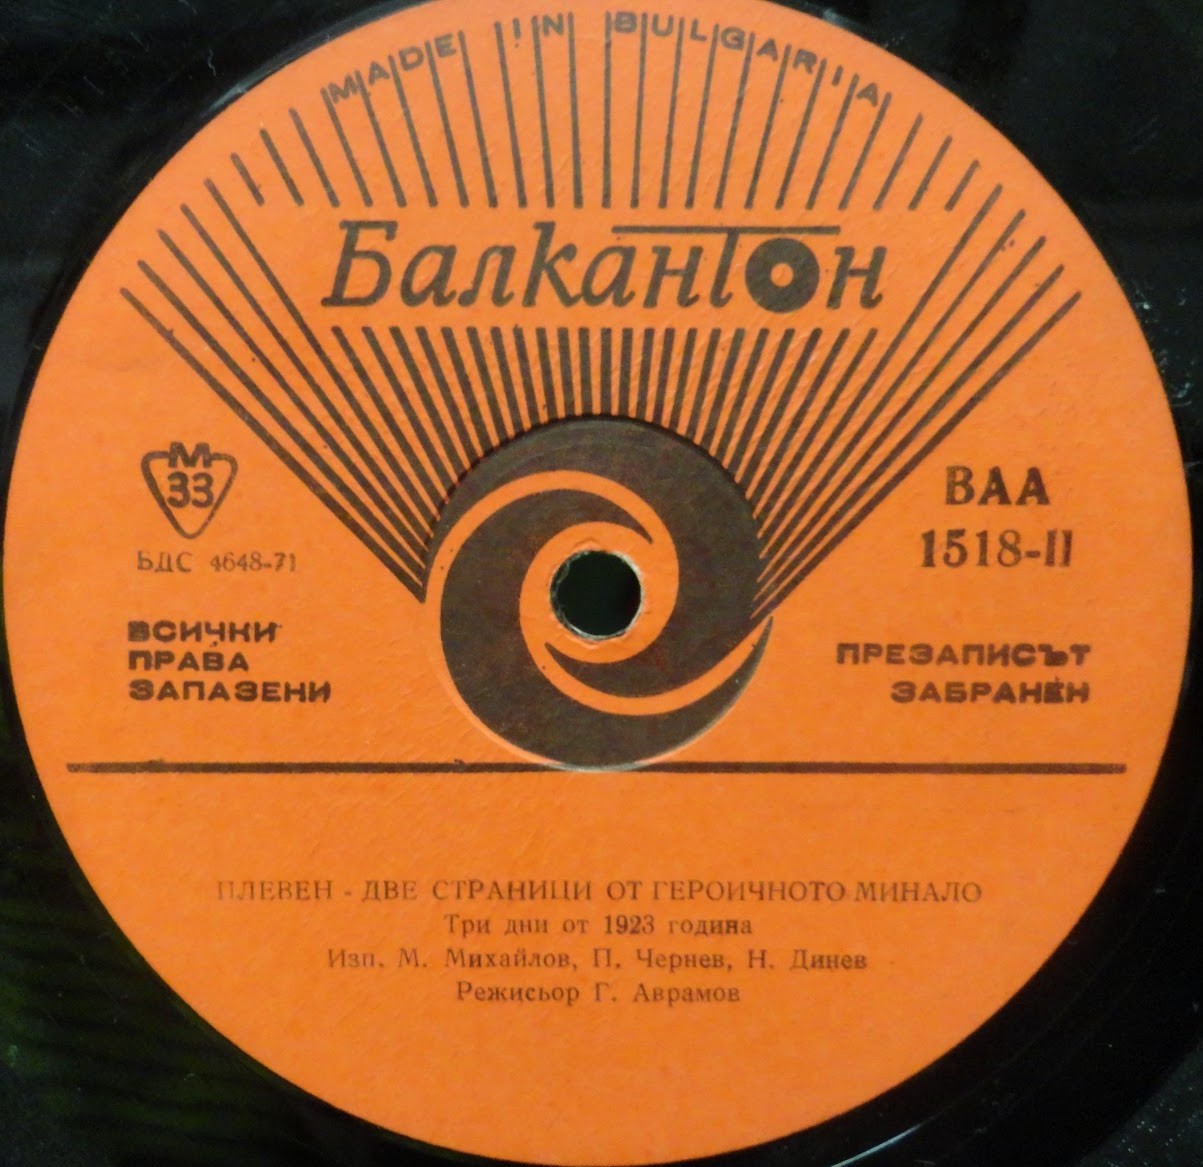 MADE IN BULGARIA
Балкантон
М
33
БДС 4648-71
ВАА
1518-II
ВСИЧКИ
ПРАВА
ЗАПАЗЕНИ
ПРЕЗАПИСЪТ
ЗАБРАНЕН
ПЛЕВЕН - ДВЕ СТРАНИЦИ ОТ ГЕРОИЧНОТО МИНАЛО
Три дни от 1923 година
Изп. М. Михайлов, П. Чернев, Н. Динев
Режисьор Г. Аврамов